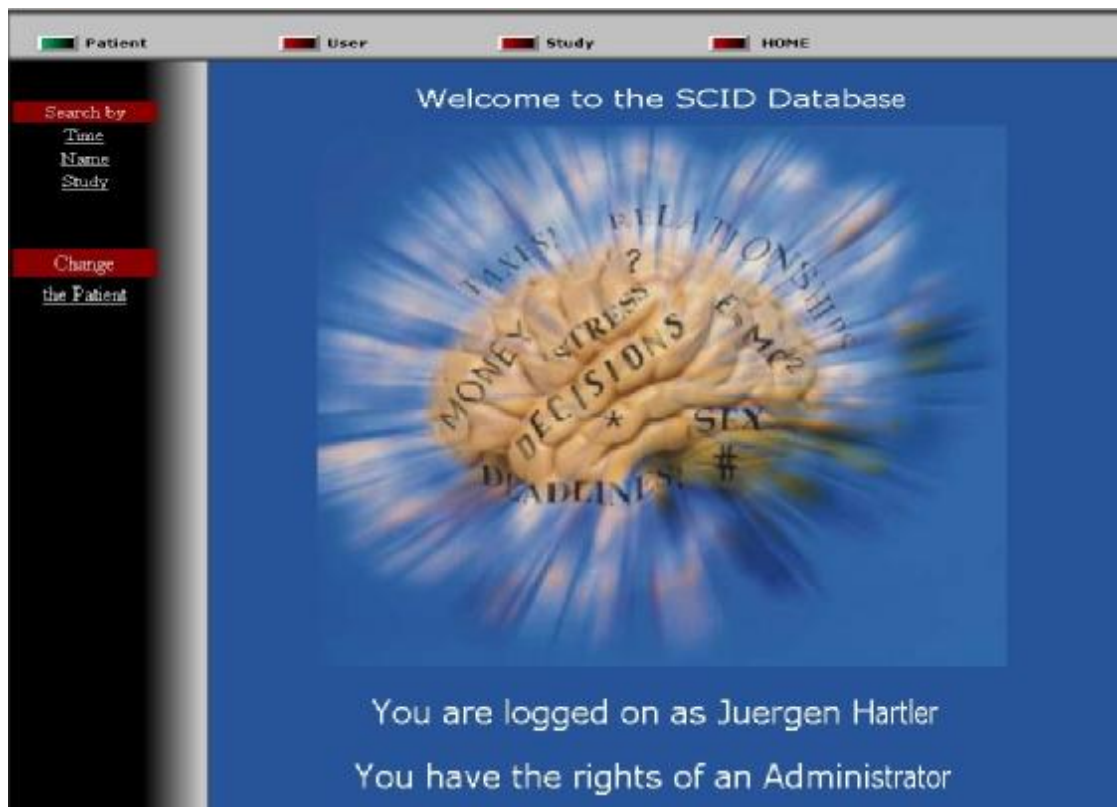 Patient User Study HOME
Search by
Time
Name
Study
Change
the Patient
Welcome to the SCID Database
TAXES!
RELATIONSHIPS
?
STRESS
E=MC²
MONEY
DECISIONS
*
SEX
#
DEADLINES!
You are logged on as Juergen Hartler
You have the rights of an Administrator